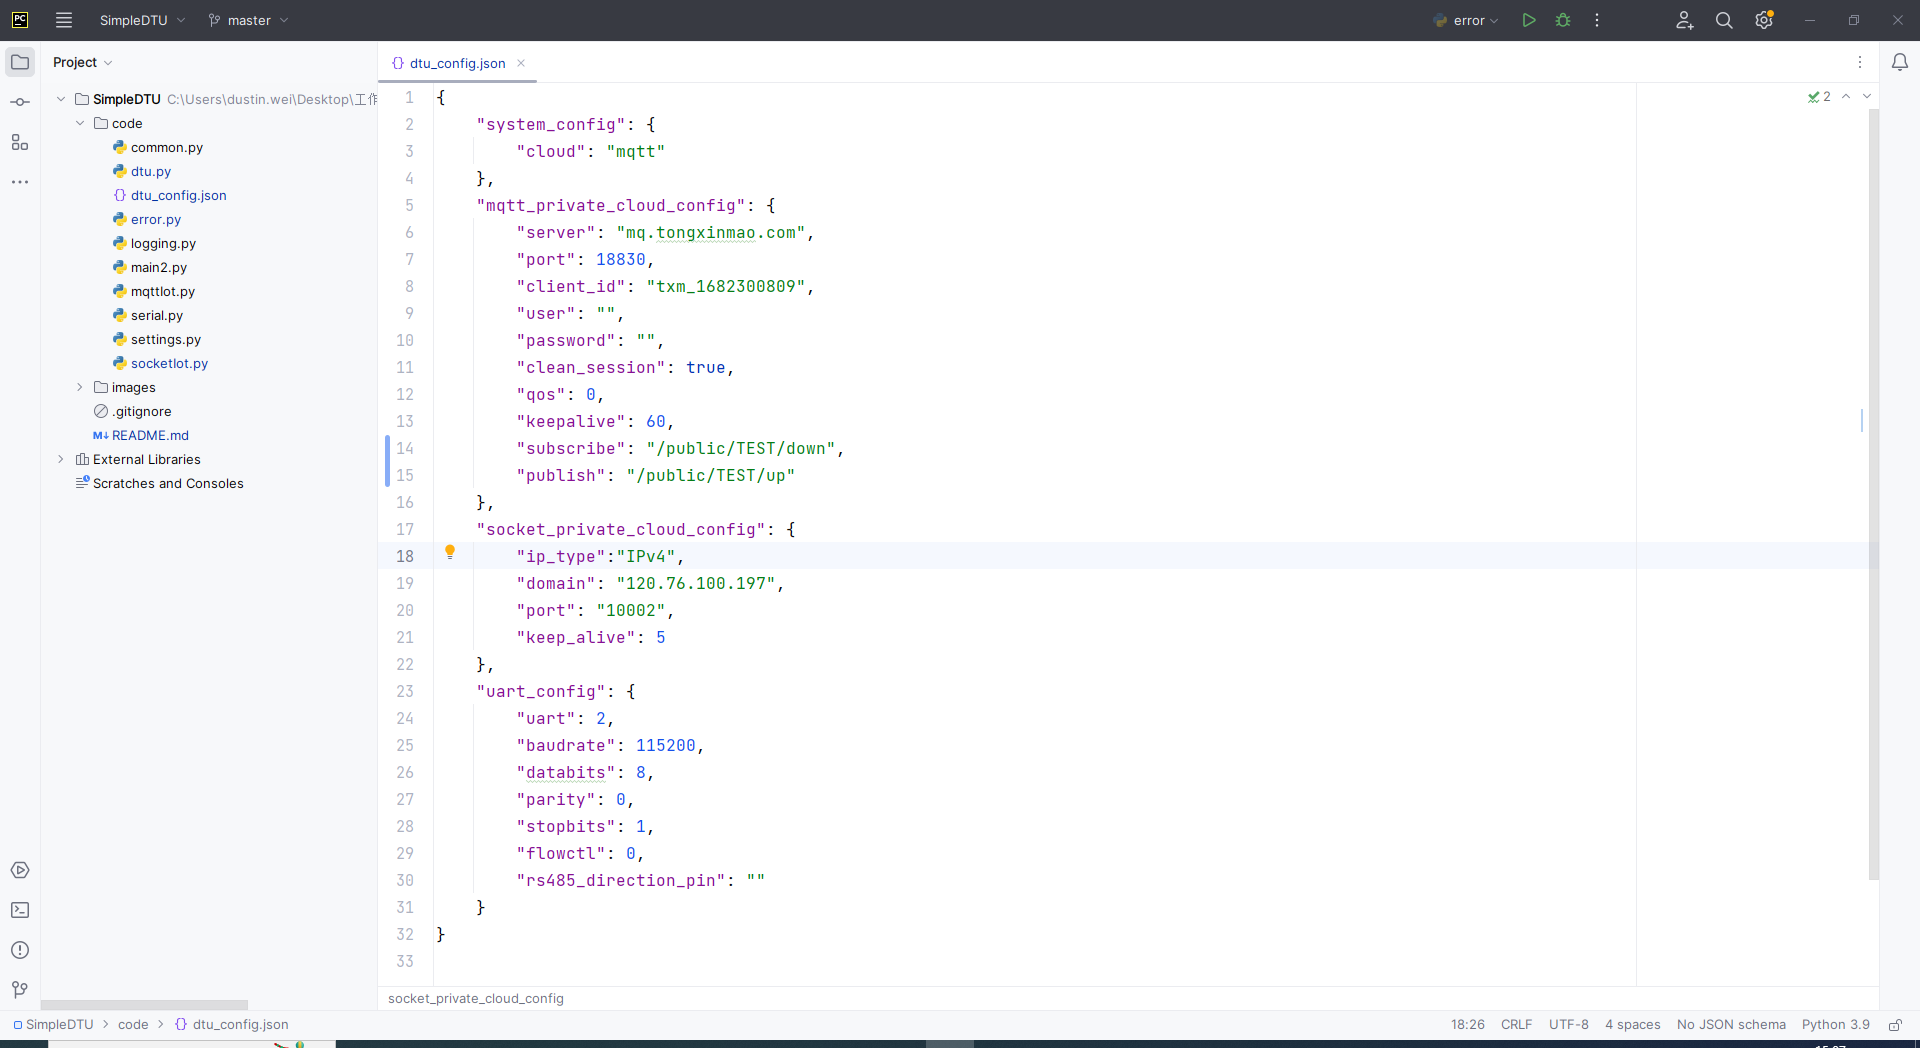 PC SimpleDTU master error
Project
dtu_config.json
SimpleDTU C:\Users\dustin.wei\Desktop\工作
code
common.py
dtu.py
dtu_config.json
error.py
logging.py
main2.py
mqttIot.py
serial.py
settings.py
socketIot.py
images
.gitignore
M↓ README.md
External Libraries
Scratches and Consoles
2
1 {
2 "system_config": {
3 "cloud": "mqtt"
4 },
5 "mqtt_private_cloud_config": {
6 "server": "mq.tongxinmao.com",
7 "port": 18830,
8 "client_id": "txm_1682300809",
9 "user": "",
10 "password": "",
11 "clean_session": true,
12 "qos": 0,
13 "keepalive": 60,
14 "subscribe": "/public/TEST/down",
15 "publish": "/public/TEST/up"
16 },
17 "socket_private_cloud_config": {
18 "ip_type":"IPv4",
19 "domain": "120.76.100.197",
20 "port": "10002",
21 "keep_alive": 5
22 },
23 "uart_config": {
24 "uart": 2,
25 "baudrate": 115200,
26 "databits": 8,
27 "parity": 0,
28 "stopbits": 1,
29 "flowctl": 0,
30 "rs485_direction_pin": ""
31 }
32 }
33
socket_private_cloud_config
SimpleDTU > code > dtu_config.json
18:26 CRLF UTF-8 4 spaces No JSON schema Python 3.9